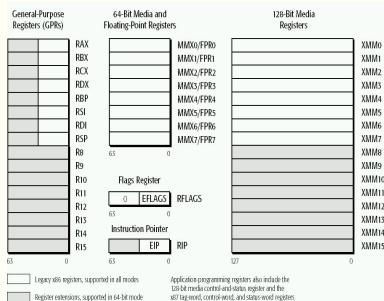 General-Purpose
Registers (GPRs)
64-Bit Media and
Floating-Point Registers
128-Bit Media
Registers
RAX
RBX
RCX
RDX
RBP
RSI
RDI
RSP
R8
R9
R10
R11
R12
R13
R14
R15
63 0
MMX0/FPR0
MMX1/FPR1
MMX2/FPR2
MMX3/FPR3
MMX4/FPR4
MMX5/FPR5
MMX6/FPR6
MMX7/FPR7
63 0
Flags Register
0 EFLAGS RFLAGS
Instruction Pointer
EIP RIP
63 0
XMM0
XMM1
XMM2
XMM3
XMM4
XMM5
XMM6
XMM7
XMM8
XMM9
XMM10
XMM11
XMM12
XMM13
XMM14
XMM15
127 0
Legacy x86 registers, supported in all modes
Register extensions, supported in 64-bit mode
Application-programming registers also include the
128-bit media control-and-status register and the
x87 tag-word, control-word, and status-word registers